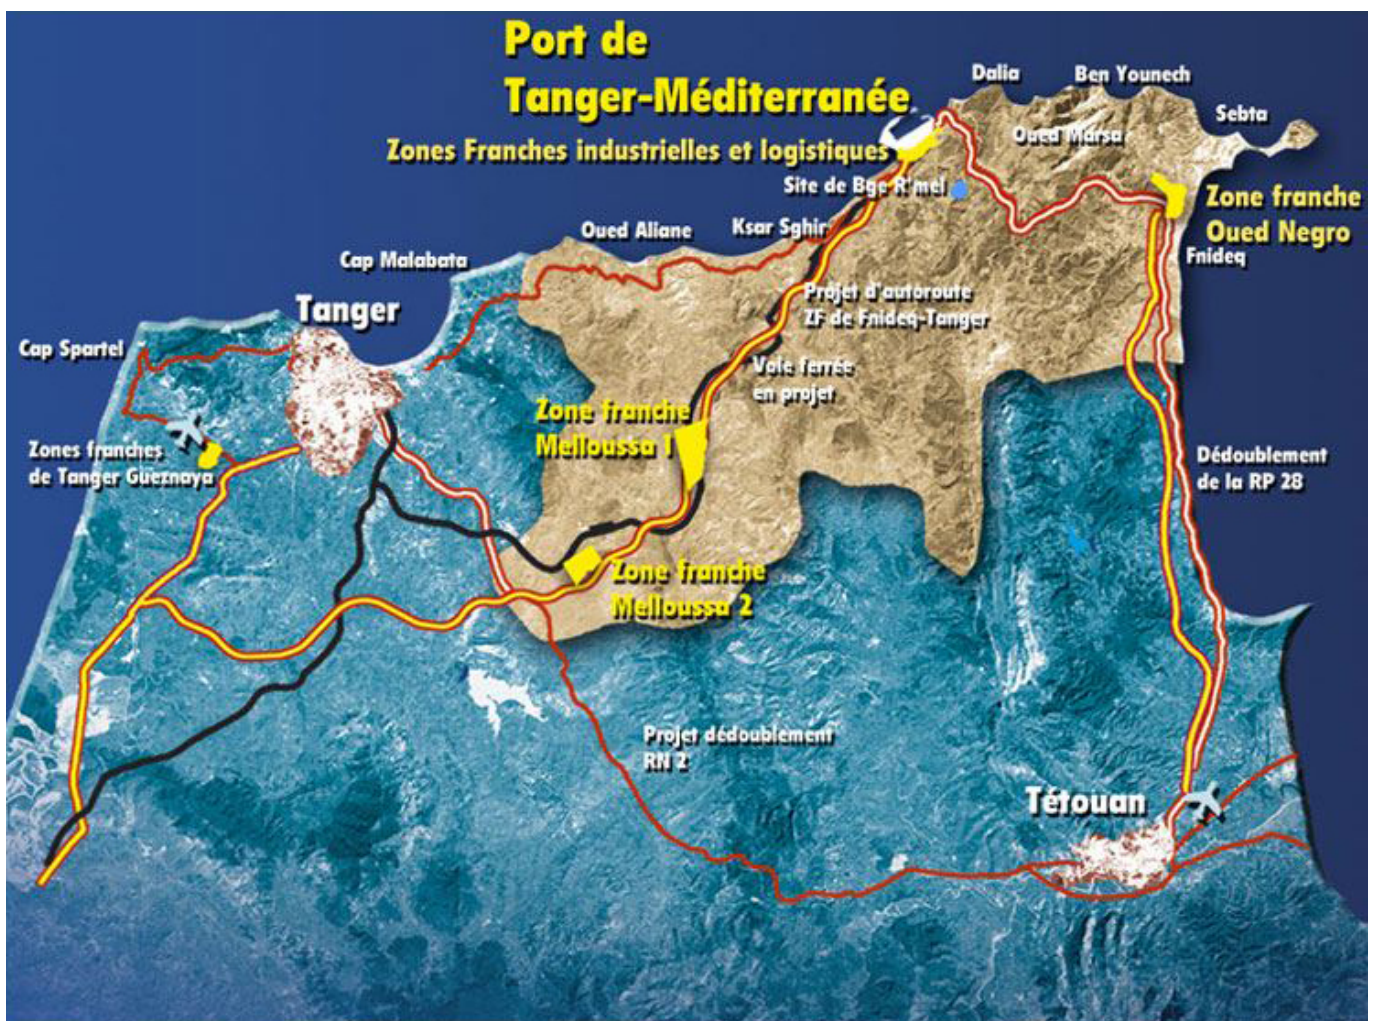 Port de
Tanger-Méditerranée
Zones Franches industrielles et logistiques
Dalia
Ben Younech
Sebta
Oued Marsa
Site de Bge R'mel
Zone franche
Oued Negro
Fnideq
Oued Aliane
Ksar Sghir
Cap Malabata
Tanger
Cap Spartel
Projet d'autoroute
ZF de Fnideq-Tanger
Voie ferrée
en projet
Zone franche
Melloussa 1
Zones franches
de Tanger Güeznaya
Dédoublement
de la RP 28
Zone franche
Melloussa 2
Projet dédoublement
RN 2
Tétouan